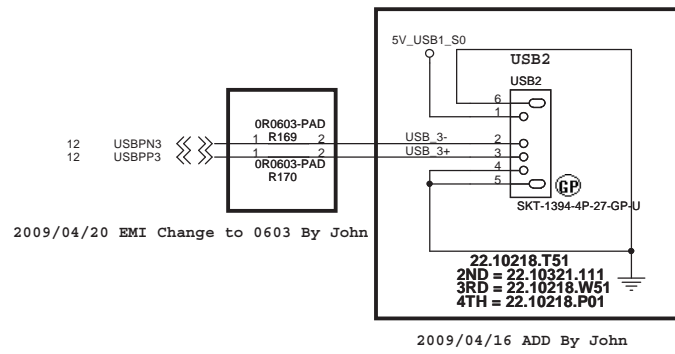 5V_USB1_S0
USB2
USB2
6
1
0R0603-PAD
12 USBPN3 1 2 USB_3- 2
R169
12 USBPP3 1 2 USB_3+ 3
0R0603-PAD
R170
4
5
GP
SKT-1394-4P-27-GP-U
2009/04/20 EMI Change to 0603 By John
22.10218.T51
2ND = 22.10321.111
3RD = 22.10218.W51
4TH = 22.10218.P01
2009/04/16 ADD By John